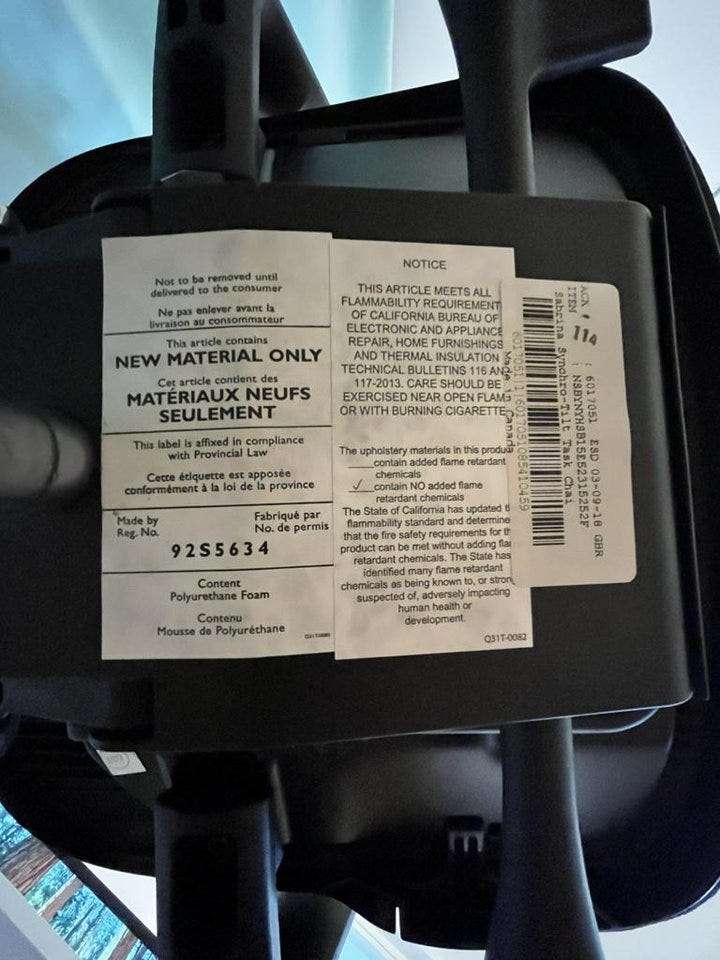 Not to be removed until
delivered to the consumer
Ne pas enlever avant la
livraison au consommateur
This article contains
NEW MATERIAL ONLY
Cet article contient des
MATÉRIAUX NEUFS
SEULEMENT
This label is affixed in compliance
with Provincial Law
Cette étiquette est apposée
conformément à la loi de la province
Made by
Reg. No.
Fabriqué par
No. de permis
92S5634
Content
Polyurethane Foam
Contenu
Mousse de Polyuréthane
NOTICE
THIS ARTICLE MEETS ALL
FLAMMABILITY REQUIREMENT
OF CALIFORNIA BUREAU OF
ELECTRONIC AND APPLIANCE
REPAIR, HOME FURNISHINGS
AND THERMAL INSULATION
TECHNICAL BULLETINS 116 AN
117-2013. CARE SHOULD BE
EXERCISED NEAR OPEN FLAM
OR WITH BURNING CIGARETTE
The upholstery materials in this produ
contain added flame retardant
chemicals
✓ contain NO added flame
retardant chemicals
The State of California has updated t
flammability standard and determine
that the fire safety requirements for th
product can be met without adding fla
retardant chemicals. The State has
identified many flame retardant
chemicals as being known to, or stron
suspected of, adversely impacting
human health or
development.
Q31T-0082
ACK # : 6017051 ESD 03-09-18 GBR
ITEM 114 : NSBYNYHSB15E52315252F
Sabrina Synchro-Tilt Task Chai
Made in Canada